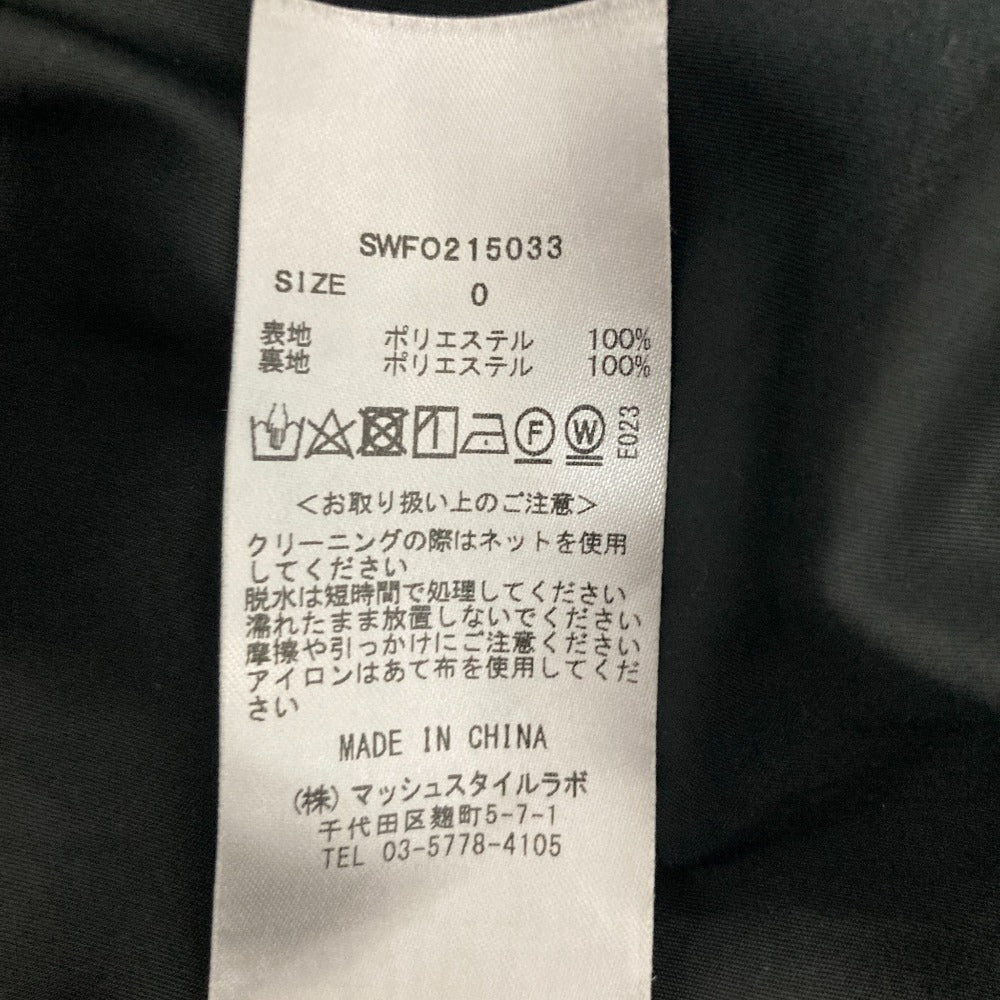 SWFO215033
SIZE 0
表地 ポリエステル 100%
裏地 ポリエステル 100%
F W E023
＜お取り扱い上のご注意＞
クリーニングの際はネットを使用
してください
脱水は短時間で処理してください
濡れたまま放置しないでください
摩擦や引っかけにご注意ください
アイロンはあて布を使用してくだ
さい
MADE IN CHINA
(株)マッシュスタイルラボ
千代田区麹町5-7-1
TEL 03-5778-4105